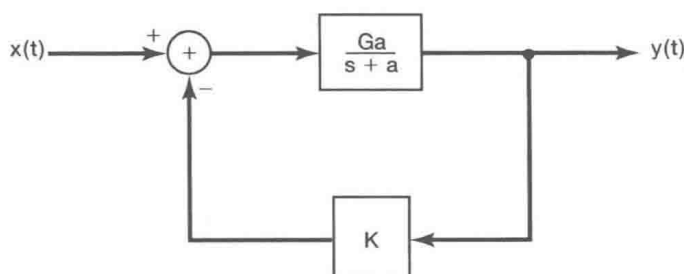 x(t)
+
+
−
Ga
s + a
y(t)
K